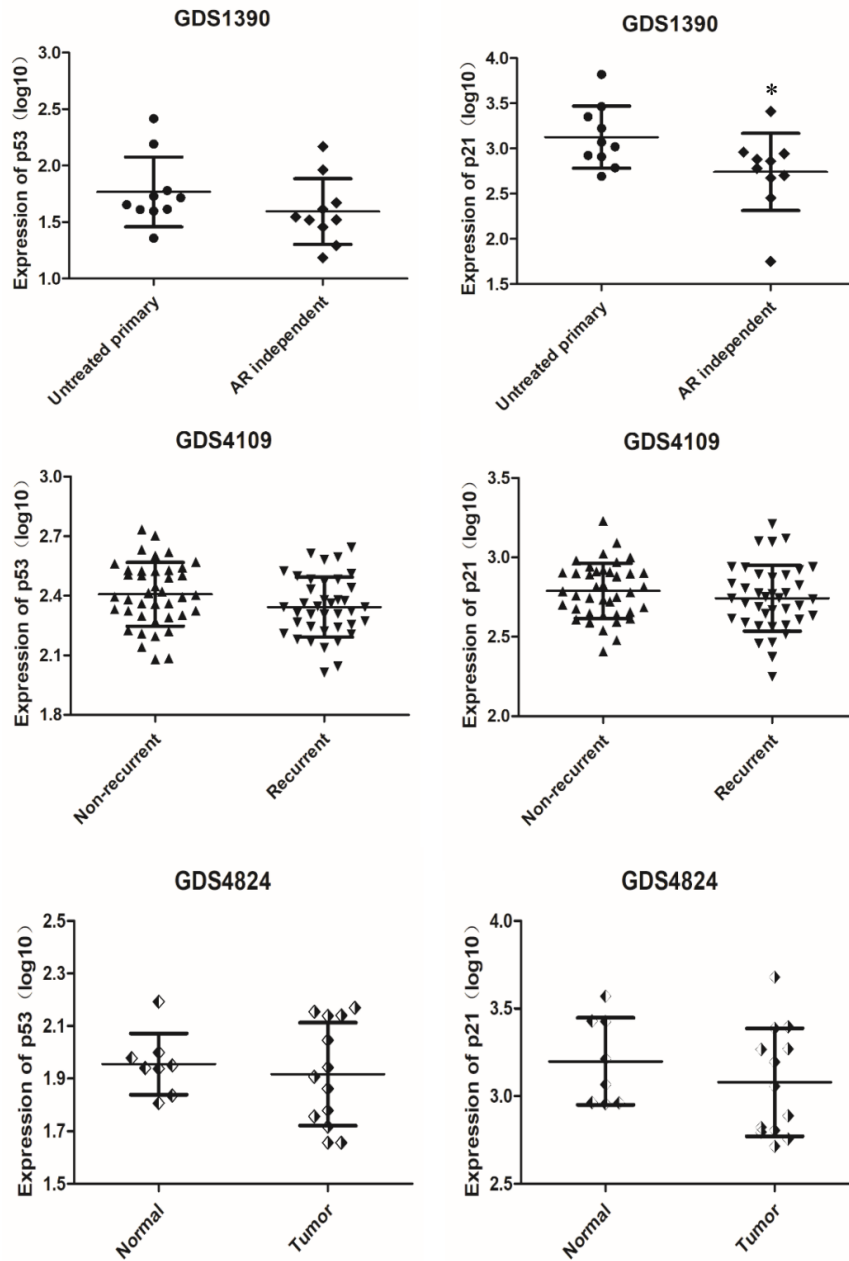 GDS1390
Expression of p53（log10）
3.0
2.5
2.0
1.5
1.0
Untreated primary
AR independent
GDS1390
Expression of p21（log10）
4.0
3.5
3.0
2.5
2.0
1.5
*
Untreated primary
AR independent
GDS4109
Expression of p53（log10）
3.0
2.7
2.4
2.1
1.8
Non-recurrent
Recurrent
GDS4109
Expression of p21（log10）
3.5
3.0
2.5
2.0
Non-recurrent
Recurrent
GDS4824
Expression of p53（log10）
2.5
2.3
2.1
1.9
1.7
1.5
Normal
Tumor
GDS4824
Expression of p21（log10）
4.0
3.5
3.0
2.5
Normal
Tumor